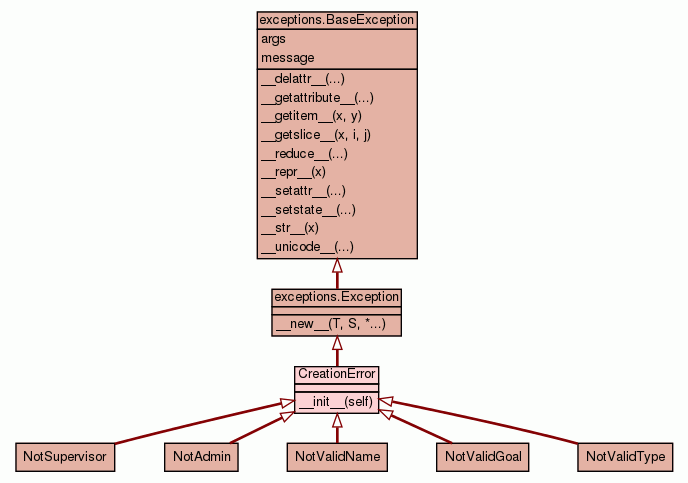 exceptions.BaseException
args
message
__delattr__(...)
__getattribute__(...)
__getitem__(x, y)
__getslice__(x, i, j)
__reduce__(...)
__repr__(x)
__setattr__(...)
__setstate__(...)
__str__(x)
__unicode__(...)
exceptions.Exception
__new__(T, S, *...)
CreationError
__init__(self)
NotSupervisor
NotAdmin
NotValidName
NotValidGoal
NotValidType